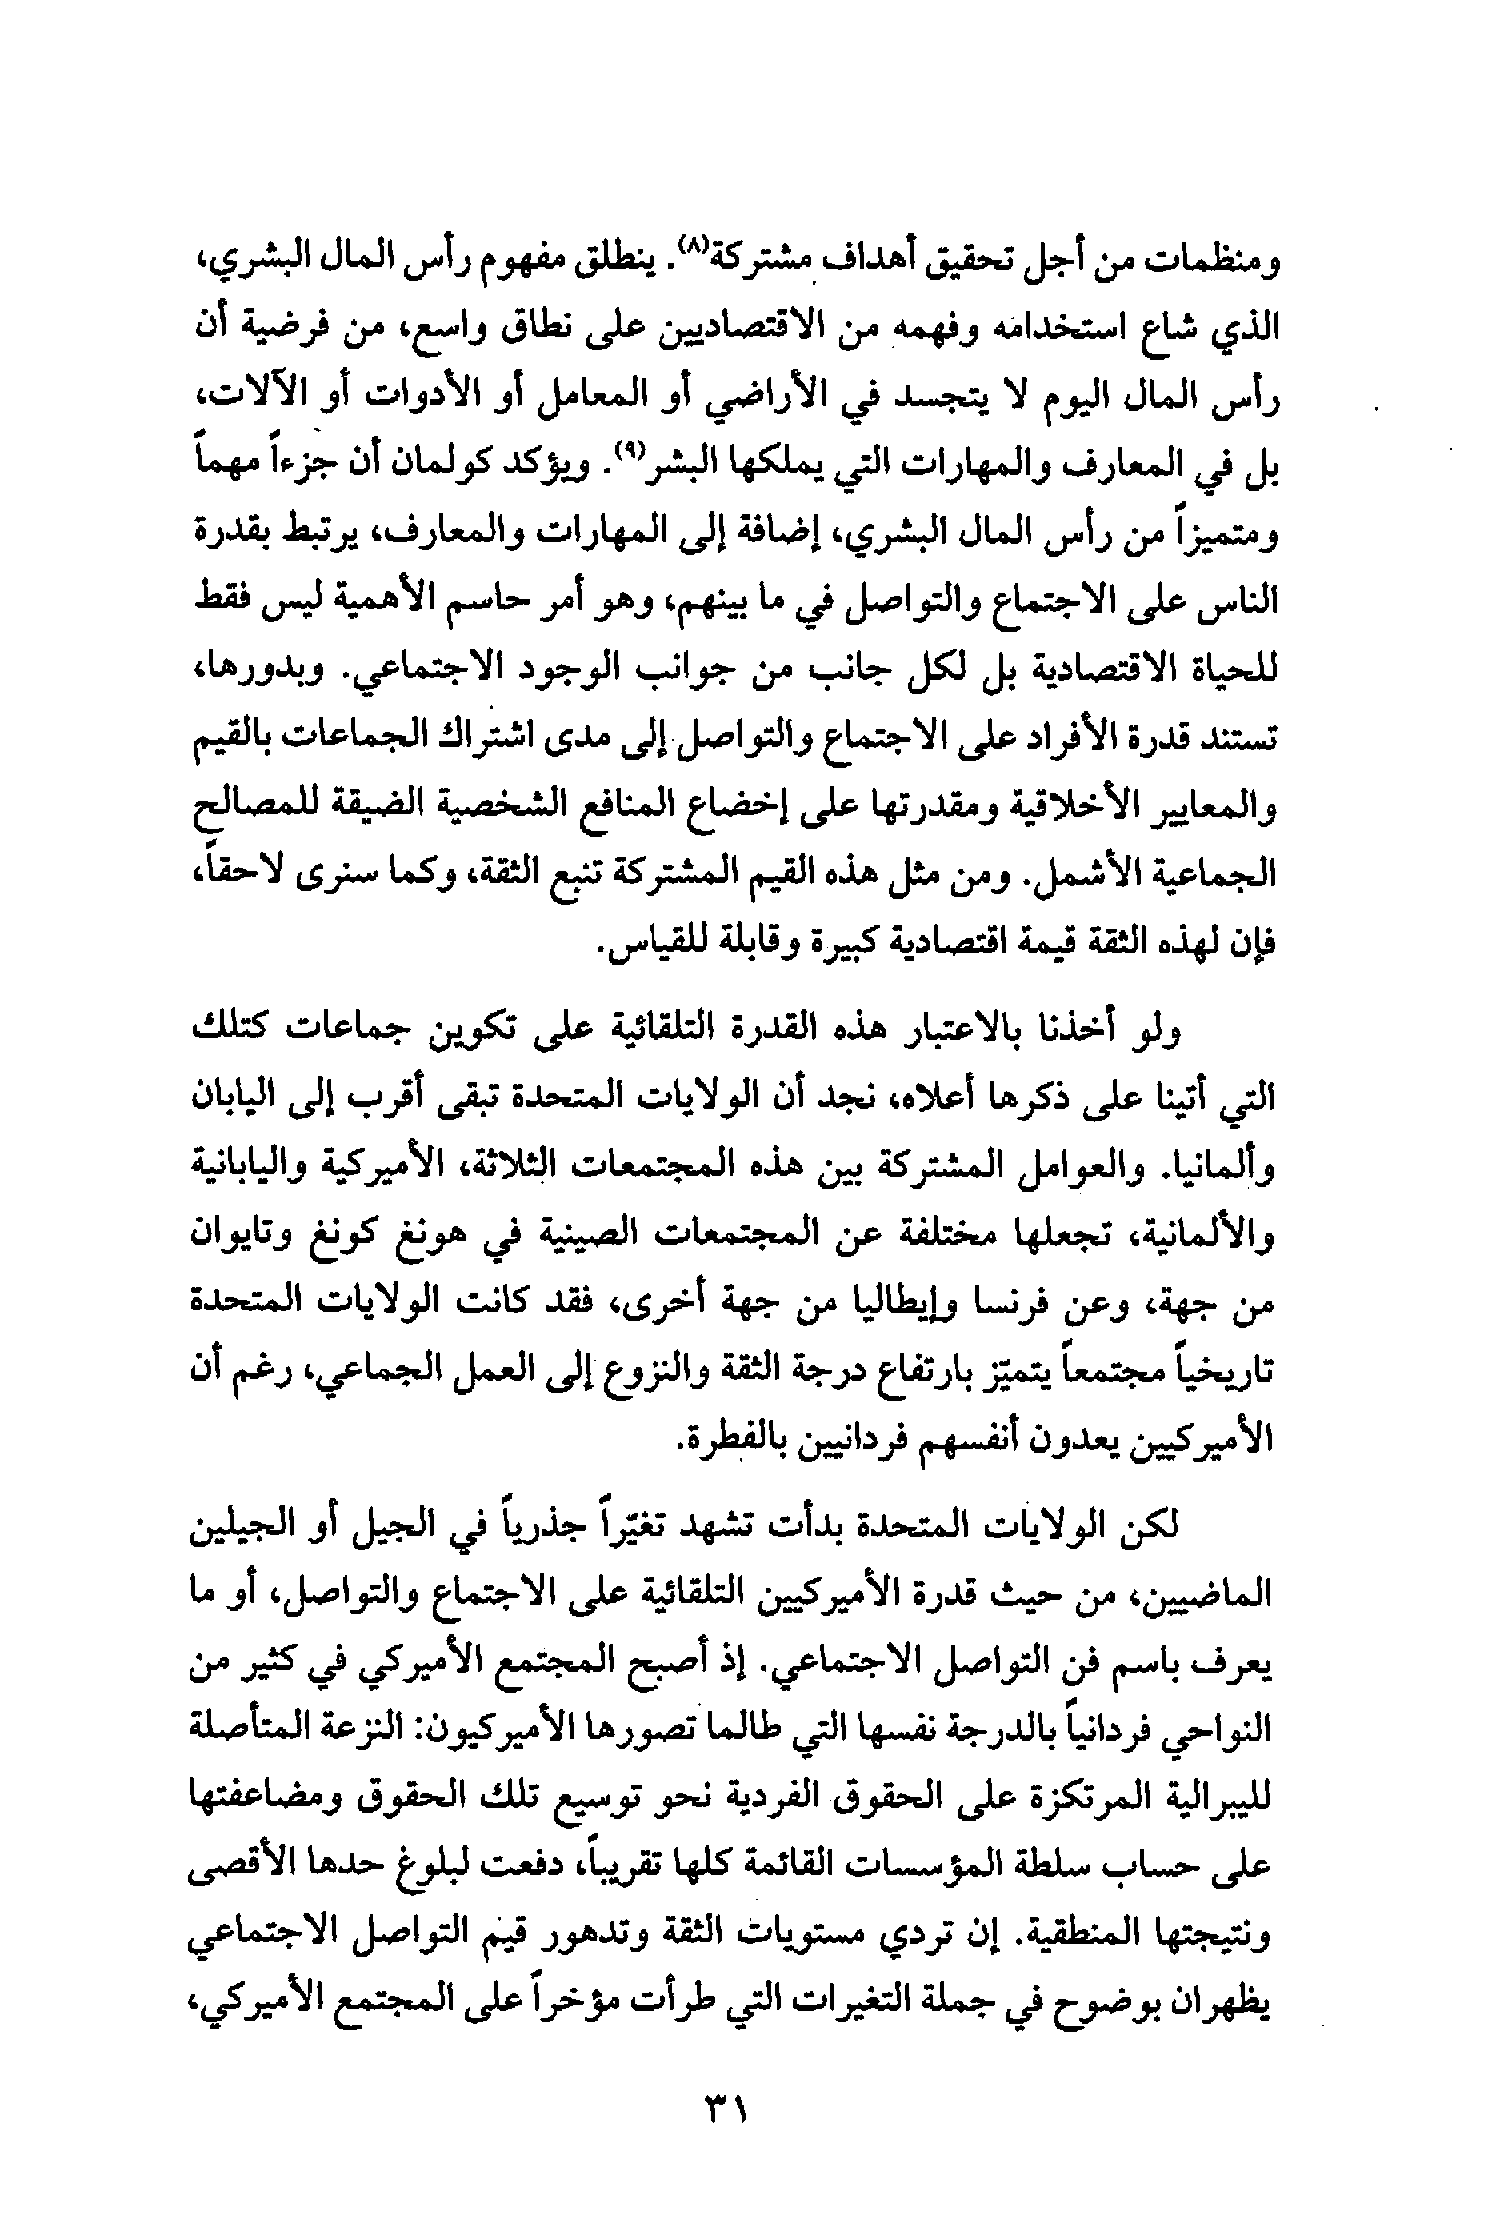 ومنظمات من أجل تحقيق أهداف مشتركة(٨). ينطلق مفهوم رأس المال البشري،
الذي شاع استخدامه وفهمه من الاقتصاديين على نطاق واسع، من فرضية أن
رأس المال اليوم لا يتجسد في الأراضي أو المعامل أو الأدوات أو الآلات،
بل في المعارف والمهارات التي يملكها البشر(٩). ويؤكد كولمان أن جزءاً مهماً
ومتميزاً من رأس المال البشري، إضافة إلى المهارات والمعارف، يرتبط بقدرة
الناس على الاجتماع والتواصل في ما بينهم، وهو أمر حاسم الأهمية ليس فقط
للحياة الاقتصادية بل لكل جانب من جوانب الوجود الاجتماعي. وبدورها،
تستند قدرة الأفراد على الاجتماع والتواصل إلى مدى اشتراك الجماعات بالقيم
والمعايير الأخلاقية ومقدرتها على إخضاع المنافع الشخصية الضيقة للمصالح
الجماعية الأشمل. ومن مثل هذه القيم المشتركة تنبع الثقة، وكما سنرى لاحقاً،
فإن لهذه الثقة قيمة اقتصادية كبيرة وقابلة للقياس.
ولو أخذنا بالاعتبار هذه القدرة التلقائية على تكوين جماعات كتلك
التي أتينا على ذكرها أعلاه، نجد أن الولايات المتحدة تبقى أقرب إلى اليابان
وألمانيا. والعوامل المشتركة بين هذه المجتمعات الثلاثة، الأميركية واليابانية
والألمانية، تجعلها مختلفة عن المجتمعات الصينية في هونغ كونغ وتايوان
من جهة، وعن فرنسا وإيطاليا من جهة أخرى، فقد كانت الولايات المتحدة
تاريخياً مجتمعاً يتميّز بارتفاع درجة الثقة والنزوع إلى العمل الجماعي، رغم أن
الأميركيين يعدون أنفسهم فردانيين بالفطرة.
لكن الولايات المتحدة بدأت تشهد تغيّراً جذرياً في الجيل أو الجيلين
الماضيين، من حيث قدرة الأميركيين التلقائية على الاجتماع والتواصل، أو ما
يعرف باسم فن التواصل الاجتماعي. إذ أصبح المجتمع الأميركي في كثير من
النواحي فردانياً بالدرجة نفسها التي طالما تصورها الأميركيون: النزعة المتأصلة
لليبرالية المرتكزة على الحقوق الفردية نحو توسيع تلك الحقوق ومضاعفتها
على حساب سلطة المؤسسات القائمة كلها تقريباً، دفعت لبلوغ حدها الأقصى
ونتيجتها المنطقية. إن تردي مستويات الثقة وتدهور قيم التواصل الاجتماعي
يظهران بوضوح في جملة التغيرات التي طرأت مؤخراً على المجتمع الأميركي،
٣١